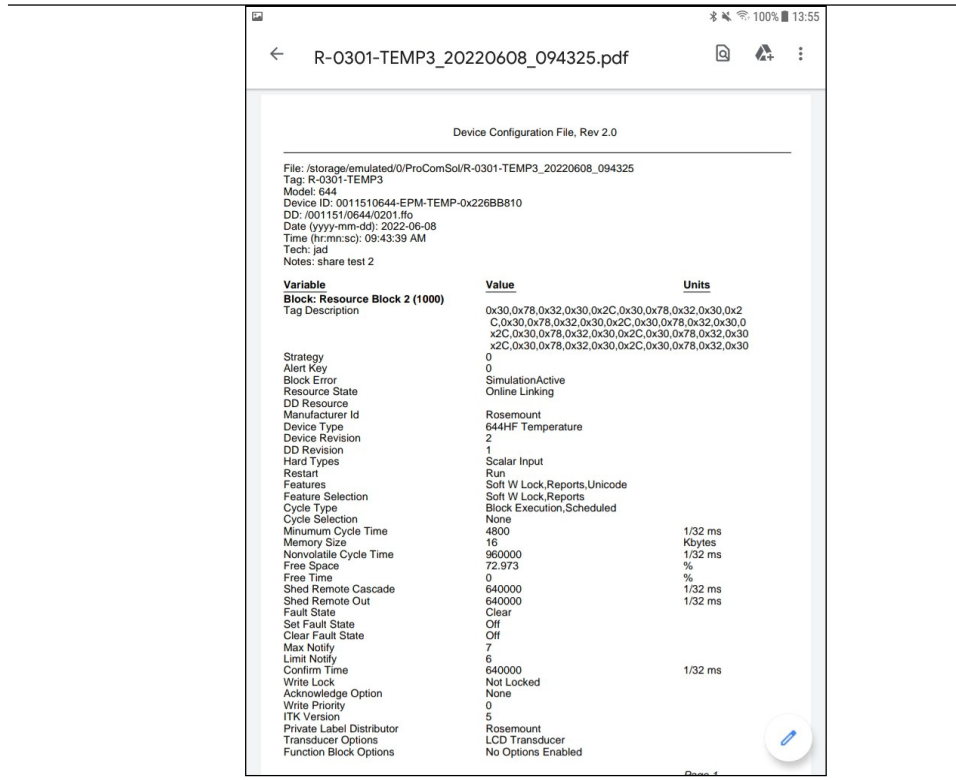 100% 13:55
R-0301-TEMP3_20220608_094325.pdf
Device Configuration File, Rev 2.0
File: /storage/emulated/0/ProComSol/R-0301-TEMP3_20220608_094325
Tag: R-0301-TEMP3
Model: 644
Device ID: 0011510644-EPM-TEMP-0x226BB810
DD: /001151/0644/0201.ffo
Date (yyyy-mm-dd): 2022-06-08
Time (hr:mn:sc): 09:43:39 AM
Tech: jad
Notes: share test 2
Variable Value Units
Block: Resource Block 2 (1000)
Tag Description 0x30,0x78,0x32,0x30,0x2C,0x30,0x78,0x32,0x30,0x2
C,0x30,0x78,0x32,0x30,0x2C,0x30,0x78,0x32,0x30,0
x2C,0x30,0x78,0x32,0x30,0x2C,0x30,0x78,0x32,0x30
x2C,0x30,0x78,0x32,0x30,0x2C,0x30,0x78,0x32,0x30
Strategy 0
Alert Key 0
Block Error SimulationActive
Resource State Online Linking
DD Resource
Manufacturer Id Rosemount
Device Type 644HF Temperature
Device Revision 2
DD Revision 1
Hard Types Scalar Input
Restart Run
Features Soft W Lock,Reports,Unicode
Feature Selection Soft W Lock,Reports
Cycle Type Block Execution,Scheduled
Cycle Selection None
Minumum Cycle Time 4800 1/32 ms
Memory Size 16 Kbytes
Nonvolatile Cycle Time 960000 1/32 ms
Free Space 72.973 %
Free Time 0 %
Shed Remote Cascade 640000 1/32 ms
Shed Remote Out 640000 1/32 ms
Fault State Clear
Set Fault State Off
Clear Fault State Off
Max Notify 7
Limit Notify 6
Confirm Time 640000 1/32 ms
Write Lock Not Locked
Acknowledge Option None
Write Priority 0
ITK Version 5
Private Label Distributor Rosemount
Transducer Options LCD Transducer
Function Block Options No Options Enabled
Page 1